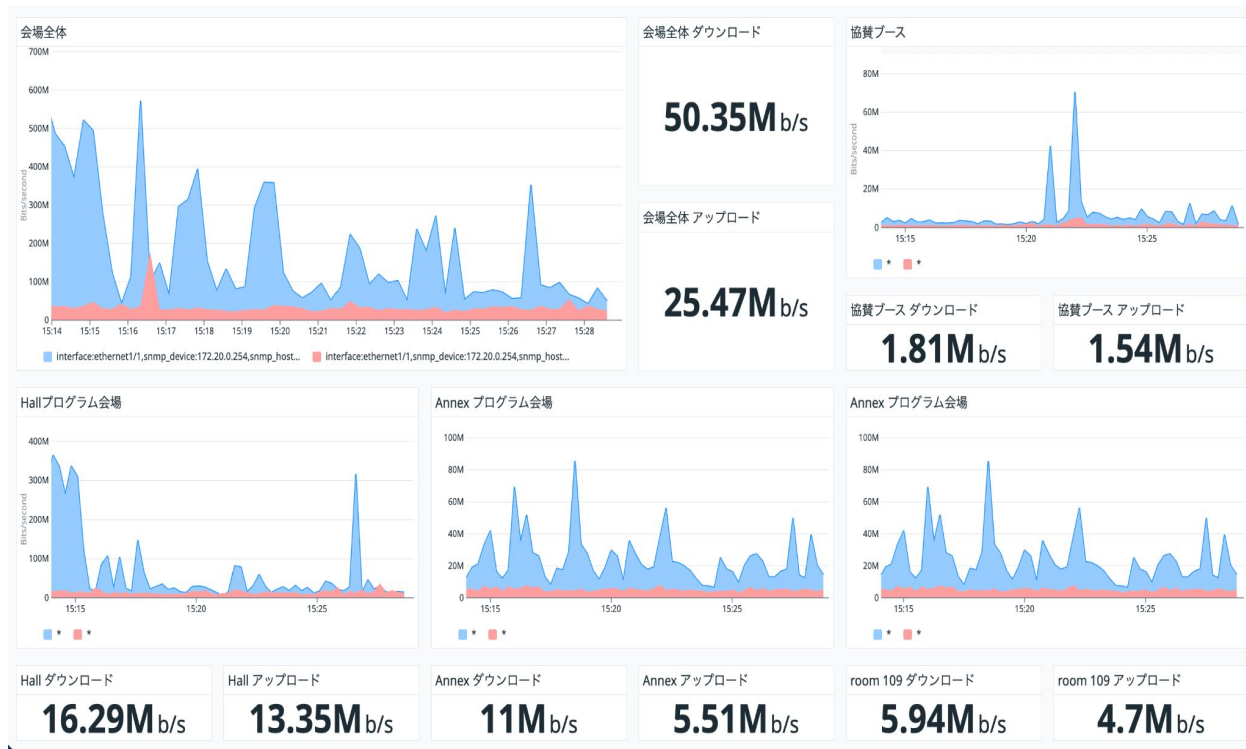 会場全体
700M
600M
500M
400M
300M
200M
100M
0
Bits/second
15:14 15:15 15:16 15:17 15:18 15:19 15:20 15:21 15:22 15:23 15:24 15:25 15:26 15:27 15:28
interface:ethernet1/1,snmp_device:172.20.0.254,snmp_host... interface:ethernet1/1,snmp_device:172.20.0.254,snmp_host...
会場全体 ダウンロード
50.35M b/s
会場全体 アップロード
25.47M b/s
協賛ブース
80M
60M
40M
20M
0
Bits/second
15:15 15:20 15:25
* *
協賛ブース ダウンロード
1.81M b/s
協賛ブース アップロード
1.54M b/s
Hallプログラム会場
400M
300M
200M
100M
0
Bits/second
15:15 15:20 15:25
* *
Annex プログラム会場
100M
80M
60M
40M
20M
0
15:15 15:20 15:25
* *
Annex プログラム会場
100M
80M
60M
40M
20M
0
15:15 15:20 15:25
* *
Hall ダウンロード
16.29M b/s
Hall アップロード
13.35M b/s
Annex ダウンロード
11M b/s
Annex アップロード
5.51M b/s
room 109 ダウンロード
5.94M b/s
room 109 アップロード
4.7M b/s